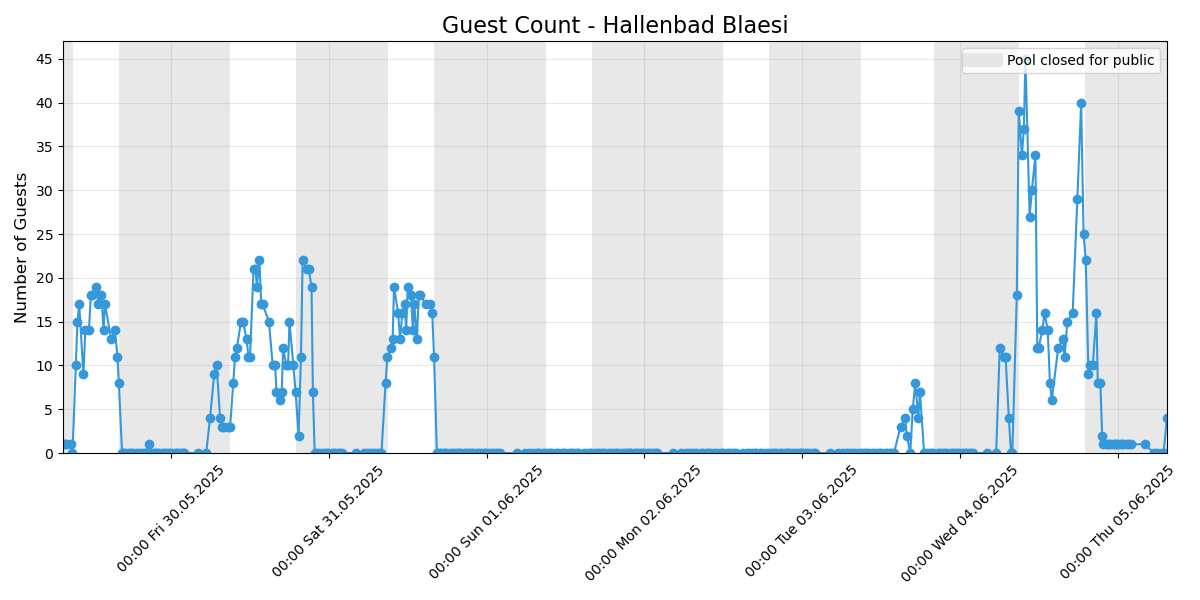 Guest Count - Hallenbad Blaesi
Pool closed for public
Number of Guests
45
40
35
30
25
20
15
10
5
0
00:00 Fri 30.05.2025
00:00 Sat 31.05.2025
00:00 Sun 01.06.2025
00:00 Mon 02.06.2025
00:00 Tue 03.06.2025
00:00 Wed 04.06.2025
00:00 Thu 05.06.2025